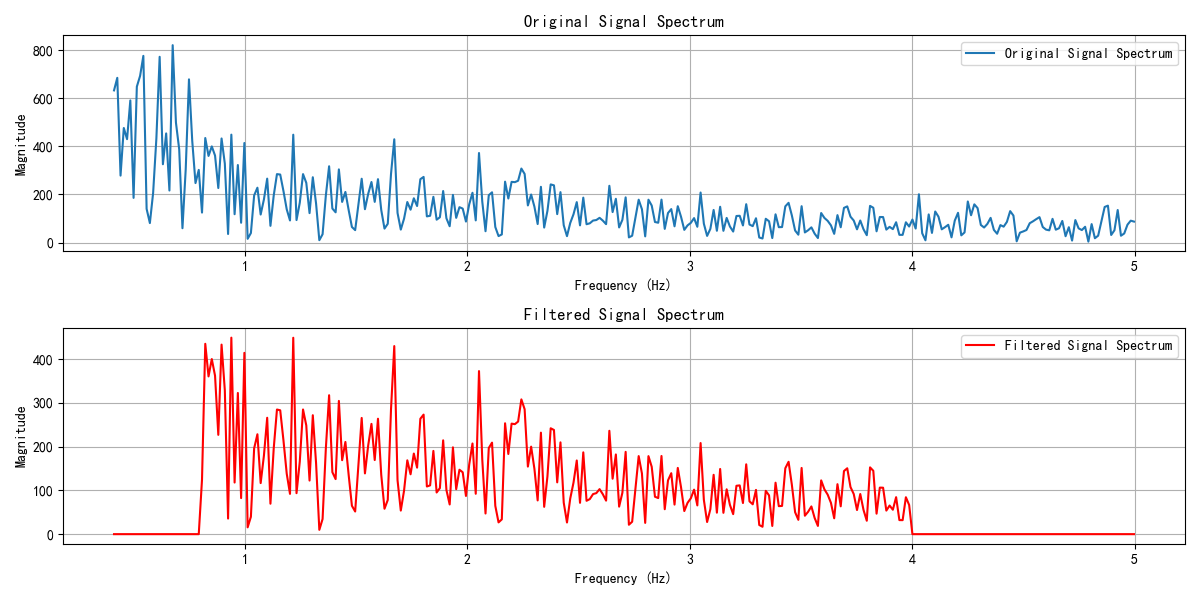 Original Signal Spectrum
800
600
400
200
0
Magnitude
Original Signal Spectrum
1 2 3 4 5
Frequency (Hz)
Filtered Signal Spectrum
400
300
200
100
0
Magnitude
Filtered Signal Spectrum
1 2 3 4 5
Frequency (Hz)